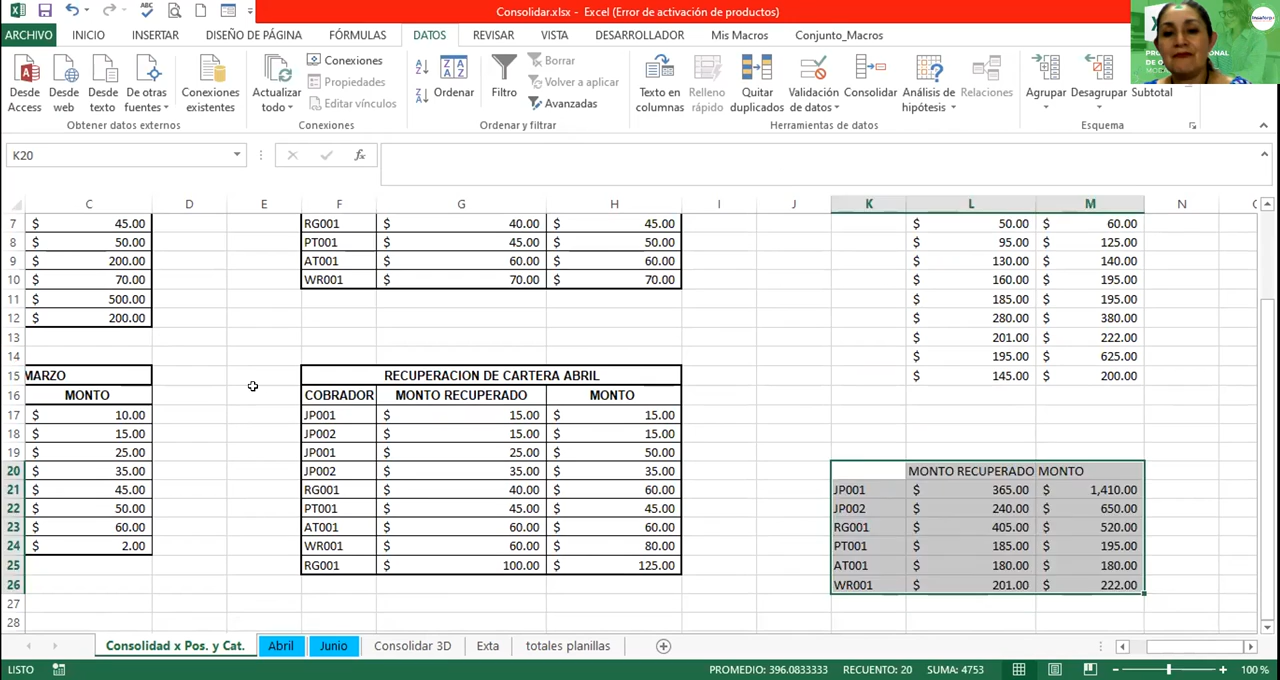 Consolidar.xlsx - Excel (Error de activación de productos)
ARCHIVO INICIO INSERTAR DISEÑO DE PÁGINA FÓRMULAS DATOS REVISAR VISTA DESARROLLADOR Mis Macros Conjunto_Macros
Desde Access
Desde web
Desde texto
De otras fuentes
Conexiones existentes
Actualizar todo
Conexiones
Propiedades
Editar vínculos
Ordenar
Filtro
Borrar
Volver a aplicar
Avanzadas
Texto en columnas
Relleno rápido
Quitar duplicados
Validación de datos
Consolidar
Análisis de hipótesis
Relaciones
Agrupar
Desagrupar
Subtotal
Obtener datos externos Conexiones Ordenar y filtrar Herramientas de datos Esquema
K20
C D E F G H I J K L M N
7 $ 45.00 RG001 $ 40.00 $ 45.00 $ 50.00 $ 60.00
8 $ 50.00 PT001 $ 45.00 $ 50.00 $ 95.00 $ 125.00
9 $ 200.00 AT001 $ 60.00 $ 60.00 $ 130.00 $ 140.00
10 $ 70.00 WR001 $ 70.00 $ 70.00 $ 160.00 $ 195.00
11 $ 500.00 $ 185.00 $ 195.00
12 $ 200.00 $ 280.00 $ 380.00
13 $ 201.00 $ 222.00
14 $ 195.00 $ 625.00
15 MARZO RECUPERACION DE CARTERA ABRIL $ 145.00 $ 200.00
16 MONTO COBRADOR MONTO RECUPERADO MONTO
17 $ 10.00 JP001 $ 15.00 $ 15.00
18 $ 15.00 JP002 $ 15.00 $ 15.00
19 $ 25.00 JP001 $ 25.00 $ 50.00
20 $ 35.00 JP002 $ 35.00 $ 35.00 MONTO RECUPERADO MONTO
21 $ 45.00 RG001 $ 40.00 $ 60.00 JP001 $ 365.00 $ 1,410.00
22 $ 50.00 PT001 $ 45.00 $ 45.00 JP002 $ 240.00 $ 650.00
23 $ 60.00 AT001 $ 60.00 $ 60.00 RG001 $ 405.00 $ 520.00
24 $ 2.00 WR001 $ 60.00 $ 80.00 PT001 $ 185.00 $ 195.00
25 RG001 $ 100.00 $ 125.00 AT001 $ 180.00 $ 180.00
26 WR001 $ 201.00 $ 222.00
27
28
Consolidad x Pos. y Cat. Abril Junio Consolidar 3D Exta totales planillas
LISTO PROMEDIO: 396.0833333 RECUENTO: 20 SUMA: 4753 100 %